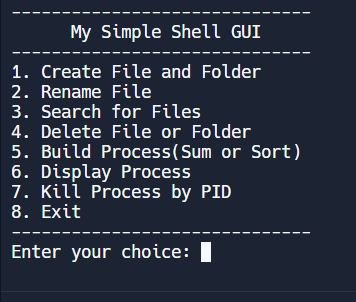 ------------------------------
My Simple Shell GUI
------------------------------
1. Create File and Folder
2. Rename File
3. Search for Files
4. Delete File or Folder
5. Build Process(Sum or Sort)
6. Display Process
7. Kill Process by PID
8. Exit
------------------------------
Enter your choice: